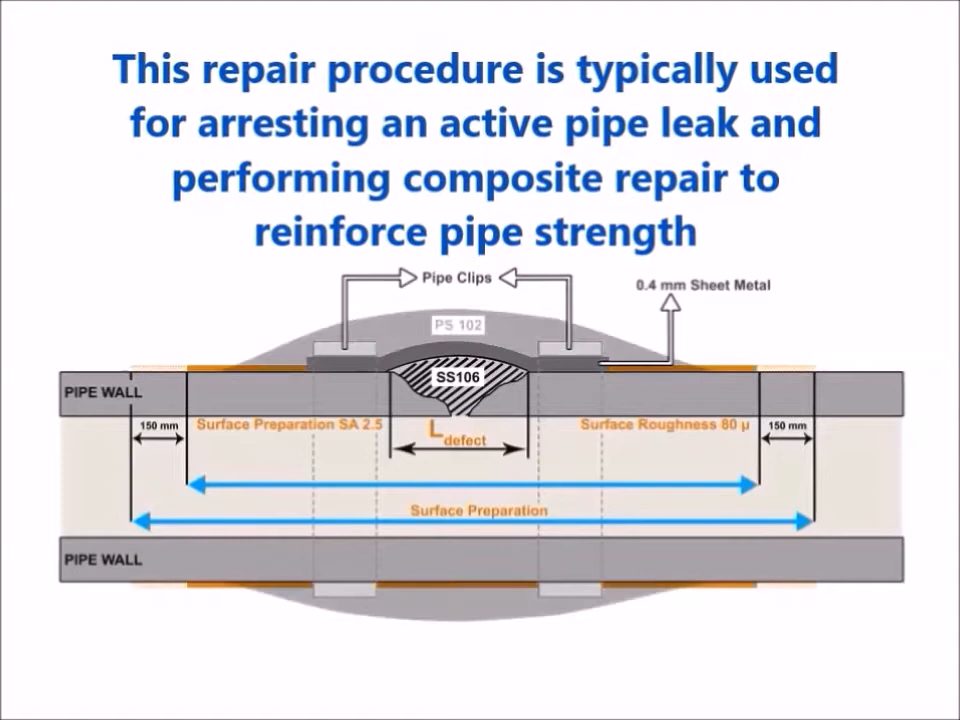 This repair procedure is typically used
for arresting an active pipe leak and
performing composite repair to
reinforce pipe strength
Pipe Clips
0.4 mm Sheet Metal
PS 102
SS106
PIPE WALL
150 mm
Surface Preparation SA 2.5
L defect
Surface Roughness 80 µ
150 mm
Surface Preparation
PIPE WALL